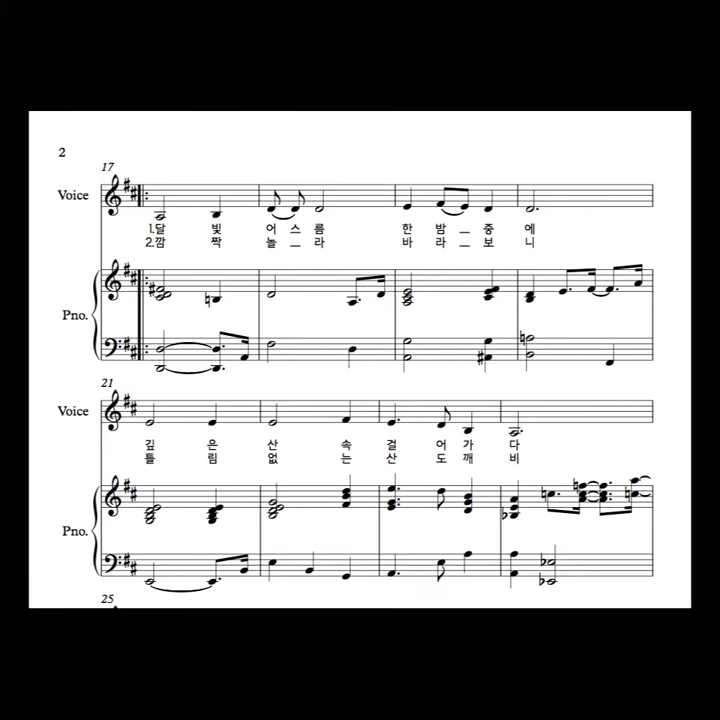 2
17
Voice
1.달 빛 어 스 름 한 밤 _ 중 에
2.깜 짝 놀 _ 라 바 라 _ 보 니
Pno.
21
Voice
깊 은 산 속 걸 어 가 다
틀 림 없 는 산 도 깨 비
Pno.
25